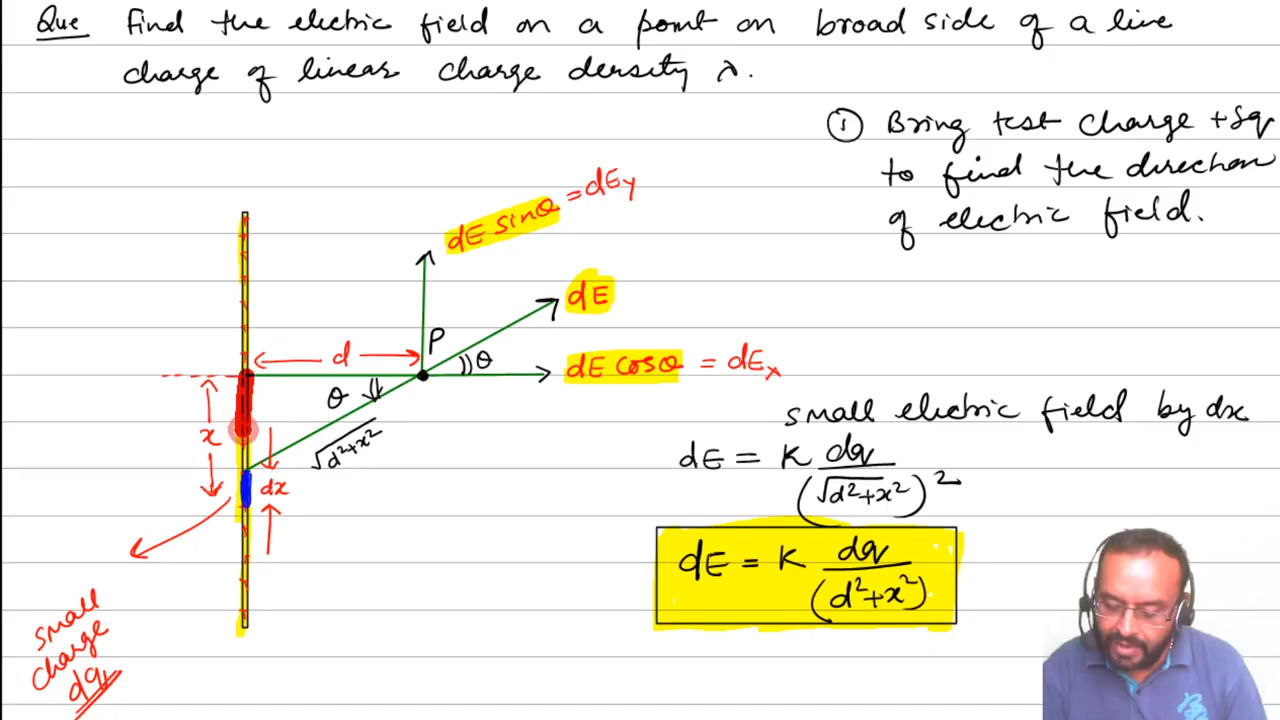 Que Find the electric field on a point on broad side of a line
charge of linear charge density λ.
① Bring test charge +δq
to find the direction
of electric field.
dE sinθ = dEy
dE
P
d
θ
θ
dE cosθ = dEx
x
√d²+x²
dx
small electric field by dx
dE = K dq/(√d²+x²)²
dE = K dq/(d²+x²)
small
charge
dq